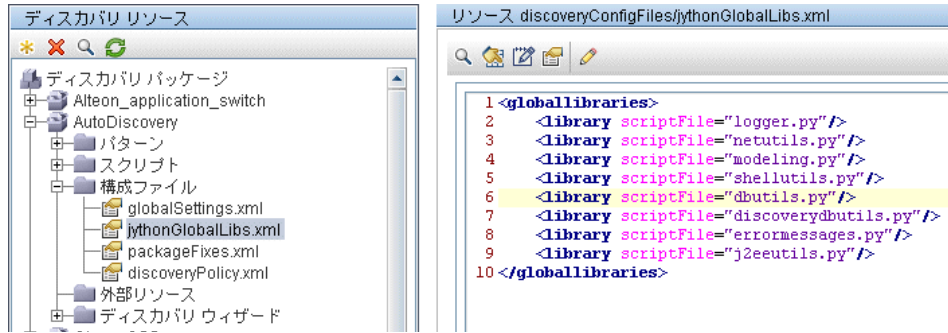 ディスカバリ リソース
ディスカバリ パッケージ
Alteon_application_switch
AutoDiscovery
パターン
スクリプト
構成ファイル
globalSettings.xml
jythonGlobalLibs.xml
packageFixes.xml
discoveryPolicy.xml
外部リソース
ディスカバリ ウィザード
リソース discoveryConfigFiles/jythonGlobalLibs.xml
1 <globallibraries>
2 <library scriptFile="logger.py"/>
3 <library scriptFile="netutils.py"/>
4 <library scriptFile="modeling.py"/>
5 <library scriptFile="shellutils.py"/>
6 <library scriptFile="dbutils.py"/>
7 <library scriptFile="discoverydbutils.py"/>
8 <library scriptFile="errormessages.py"/>
9 <library scriptFile="j2eeutils.py"/>
10 </globallibraries>